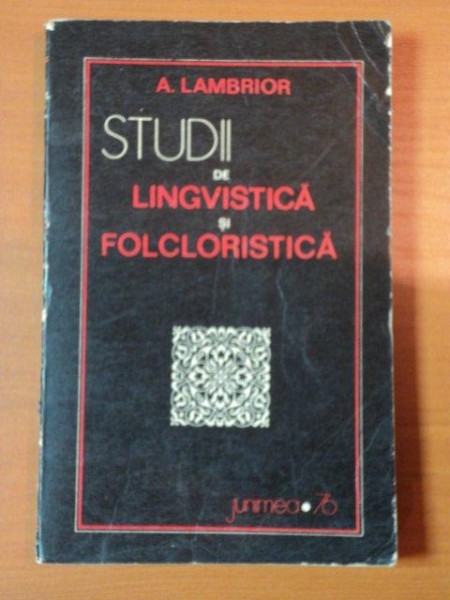 A. LAMBRIOR
STUDII
DE
LINGVISTICĂ
ȘI
FOLCLORISTICĂ
junimea•76